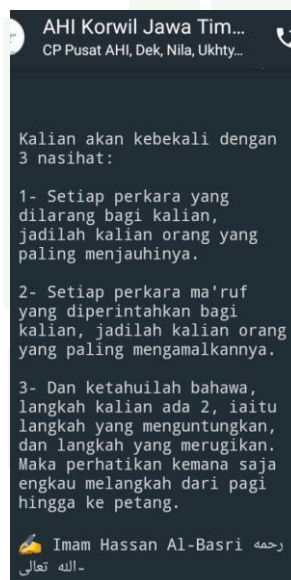 AHI Korwil Jawa Tim...
CP Pusat AHI, Dek, Nila, Ukhty...
Kalian akan kebekali dengan
3 nasihat:
1- Setiap perkara yang
dilarang bagi kalian,
jadilah kalian orang yang
paling menjauhinya.
2- Setiap perkara ma'ruf
yang diperintahkan bagi
kalian, jadilah kalian orang
yang paling mengamalkannya.
3- Dan ketahuilah bahawa,
langkah kalian ada 2, iaitu
langkah yang menguntungkan,
dan langkah yang merugikan.
Maka perhatikan kemana saja
engkau melangkah dari pagi
hingga ke petang.
✍️ Imam Hassan Al-Basri رحمه
الله تعالى-